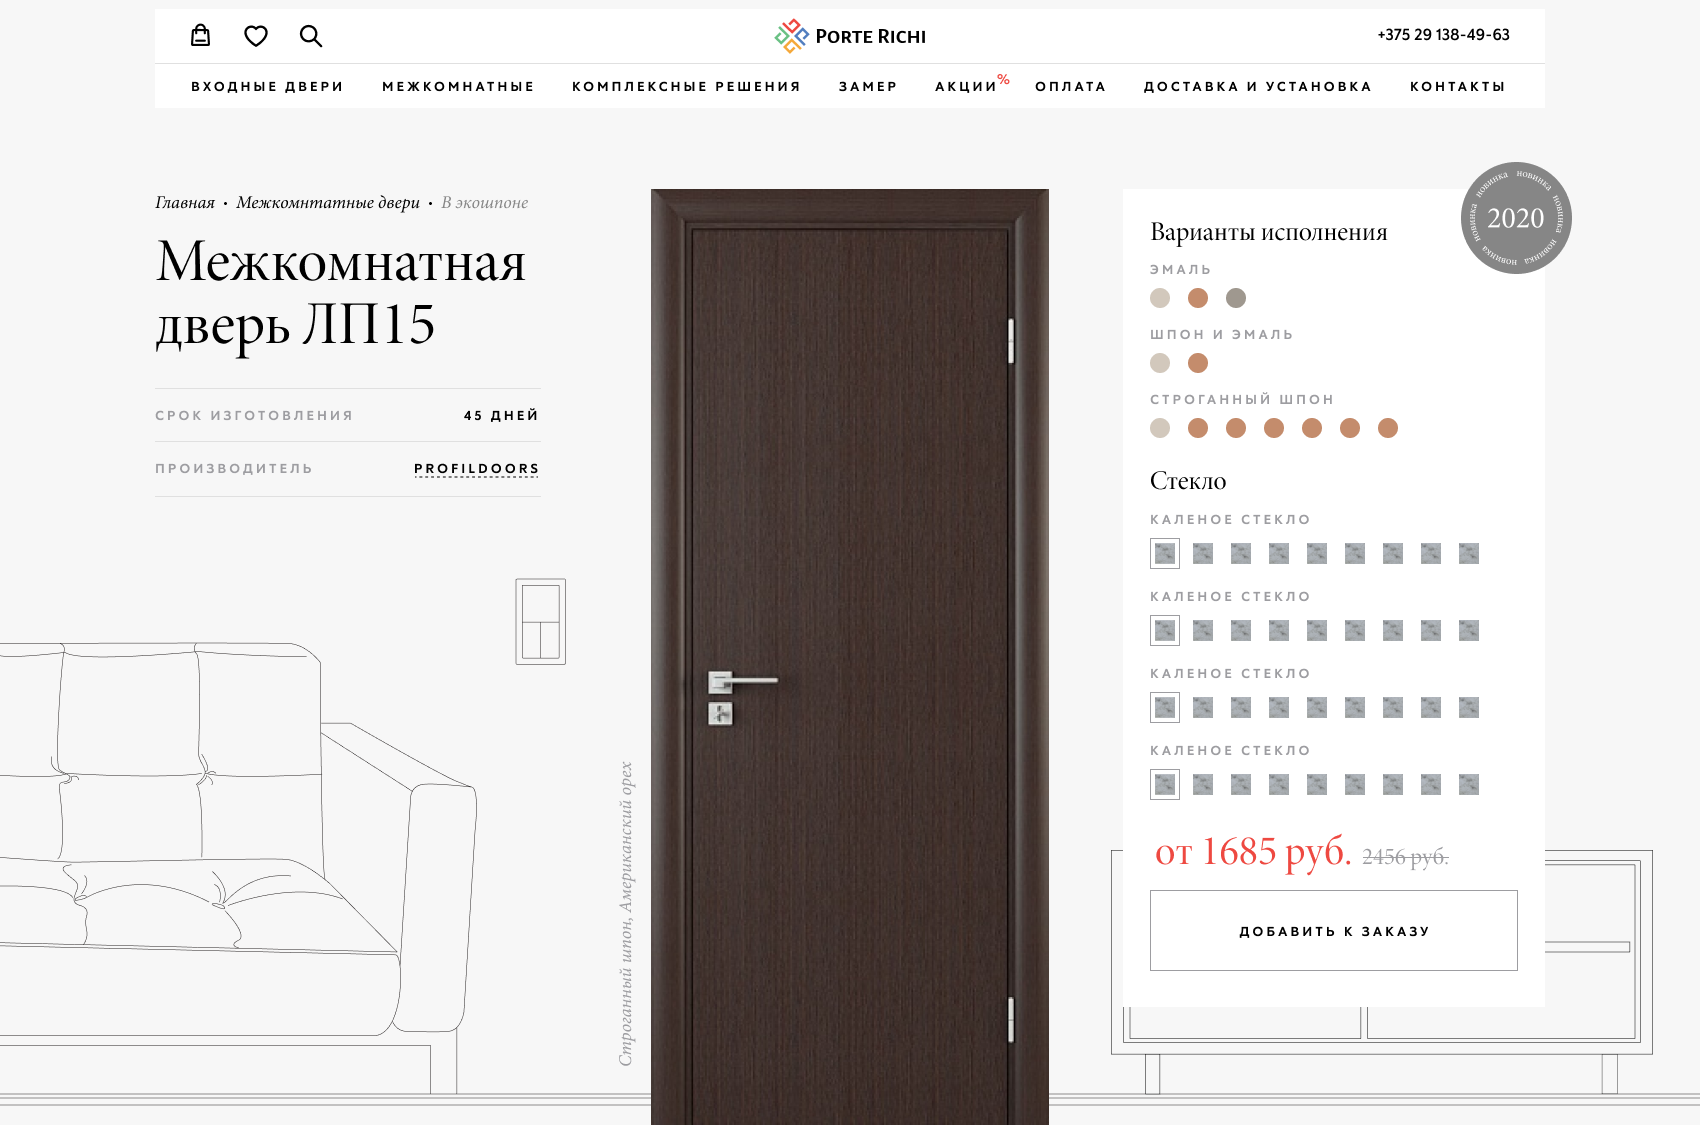 PORTE RICHI
+375 29 138-49-63
ВХОДНЫЕ ДВЕРИ МЕЖКОМНАТНЫЕ КОМПЛЕКСНЫЕ РЕШЕНИЯ ЗАМЕР АКЦИИ% ОПЛАТА ДОСТАВКА И УСТАНОВКА КОНТАКТЫ
Главная • Межкомнтатные двери • В экошпоне
Межкомнатная
дверь ЛП15
СРОК ИЗГОТОВЛЕНИЯ 45 ДНЕЙ
ПРОИЗВОДИТЕЛЬ PROFILDOORS
Строганный шпон, Американский орех
новинка новинка новинка новинка новинка новинка новинка
2020
Варианты исполнения
ЭМАЛЬ
ШПОН И ЭМАЛЬ
СТРОГАННЫЙ ШПОН
Стекло
КАЛЕНОЕ СТЕКЛО
КАЛЕНОЕ СТЕКЛО
КАЛЕНОЕ СТЕКЛО
КАЛЕНОЕ СТЕКЛО
от 1685 руб. 2456 руб.
ДОБАВИТЬ К ЗАКАЗУ